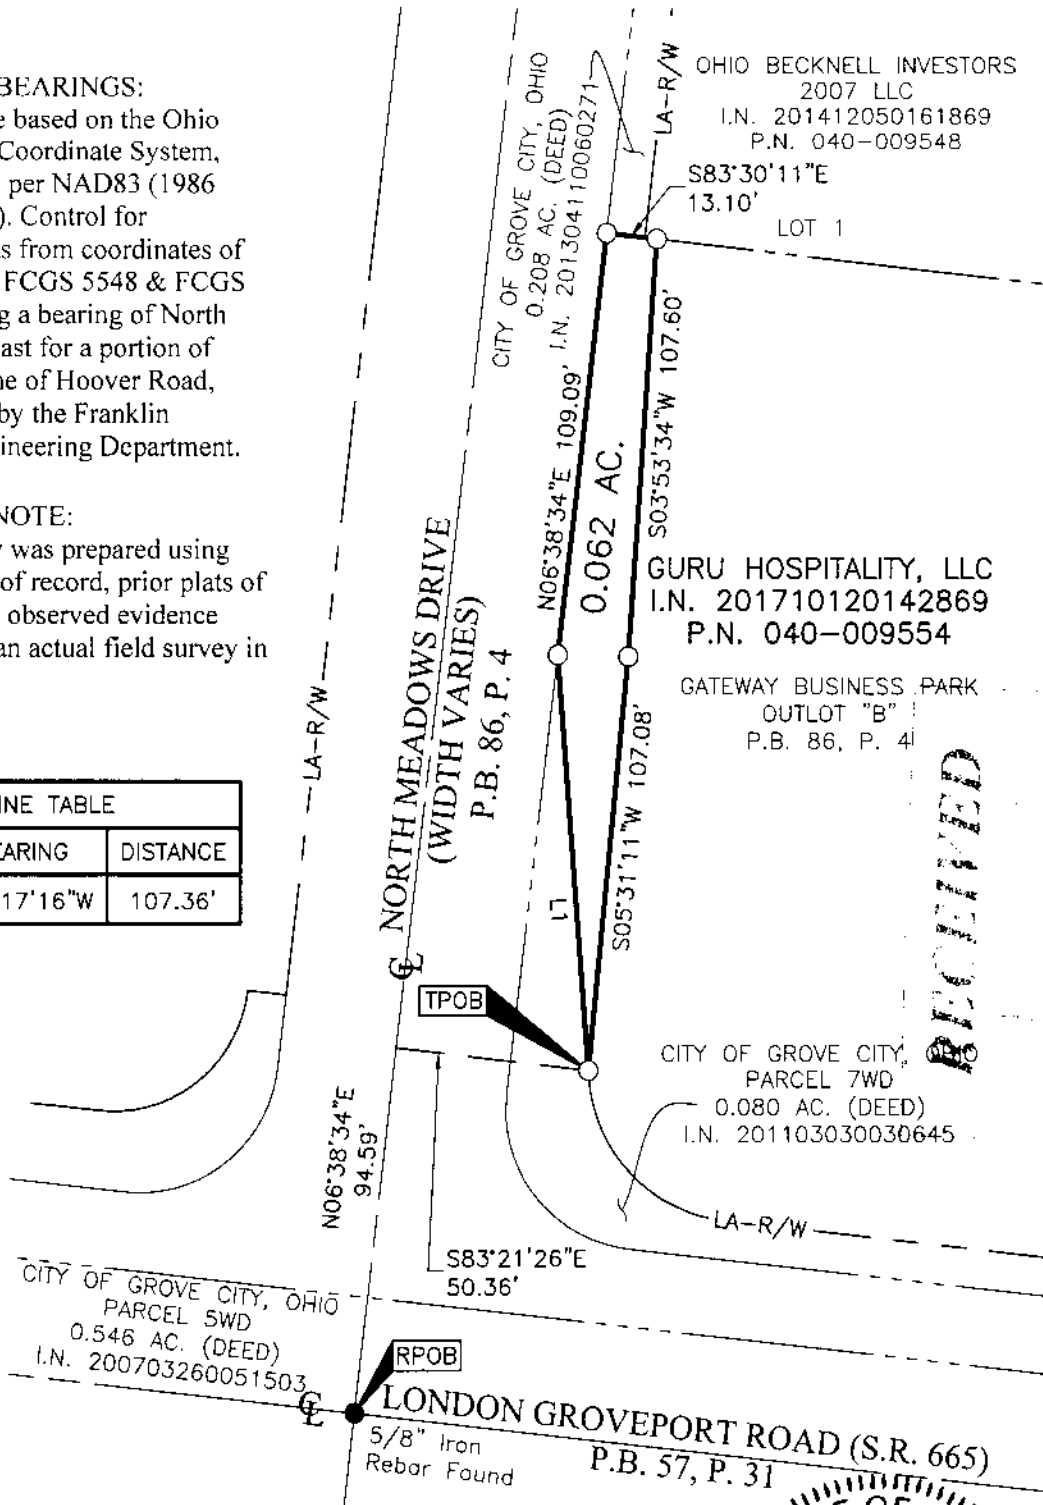 BEARINGS:
e based on the Ohio
Coordinate System,
per NAD83 (1986
). Control for
s from coordinates of
FCGS 5548 & FCGS
g a bearing of North
ast for a portion of
ne of Hoover Road,
by the Franklin
ineering Department.
NOTE:
y was prepared using
of record, prior plats of
observed evidence
an actual field survey in
INE TABLE
EARING DISTANCE
17'16"W 107.36'
CITY OF GROVE CITY, OHIO
0.208 AC. (DEED)
I.N. 201304110060271
LA-R/W
OHIO BECKNELL INVESTORS
2007 LLC
I.N. 201412050161869
P.N. 040-009548
S83°30'11"E
13.10'
LOT 1
N06°38'34"E 109.09'
0.062 AC.
S03°53'34"W 107.60'
GURU HOSPITALITY, LLC
I.N. 201710120142869
P.N. 040-009554
GATEWAY BUSINESS PARK
OUTLOT "B"
P.B. 86, P. 4
RECEIVED
LA-R/W
℄ NORTH MEADOWS DRIVE
(WIDTH VARIES)
P.B. 86, P. 4
L1
S05°31'11"W 107.08'
TPOB
CITY OF GROVE CITY, OHIO
PARCEL 7WD
0.080 AC. (DEED)
I.N. 201103030030645
N06°38'34"E
94.59'
LA-R/W
S83°21'26"E
50.36'
CITY OF GROVE CITY, OHIO
PARCEL 5WD
0.546 AC. (DEED)
I.N. 200703260051503
RPOB
℄ LONDON GROVEPORT ROAD (S.R. 665)
P.B. 57, P. 31
5/8" Iron
Rebar Found
OF